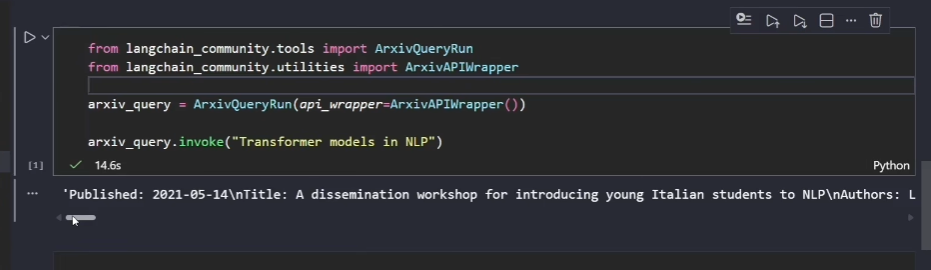 from langchain_community.tools import ArxivQueryRun
from langchain_community.utilities import ArxivAPIWrapper
arxiv_query = ArxivQueryRun(api_wrapper=ArxivAPIWrapper())
arxiv_query.invoke("Transformer models in NLP")
[1] 14.6s Python
'Published: 2021-05-14\nTitle: A dissemination workshop for introducing young Italian students to NLP\nAuthors: L